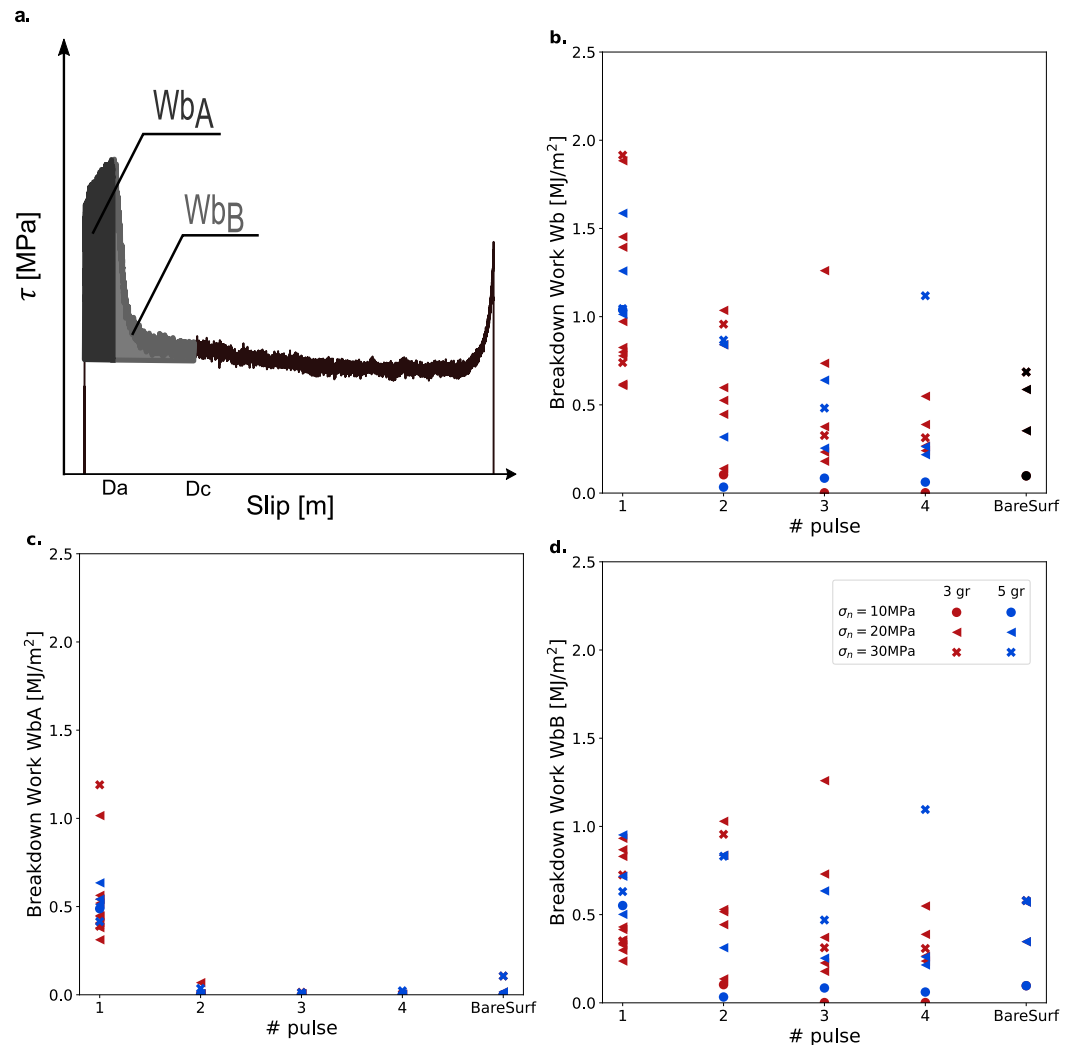 a.
Wb_A
Wb_B
τ [MPa]
Da
Dc
Slip [m]
b.
Breakdown Work Wb [MJ/m²]
2.5
2.0
1.5
1.0
0.5
0.0
1
2
3
4
BareSurf
# pulse
c.
Breakdown Work WbA [MJ/m²]
2.5
2.0
1.5
1.0
0.5
0.0
1
2
3
4
BareSurf
# pulse
d.
Breakdown Work WbB [MJ/m²]
2.5
2.0
1.5
1.0
0.5
0.0
3 gr 5 gr
σₙ = 10MPa
σₙ = 20MPa
σₙ = 30MPa
1
2
3
4
BareSurf
# pulse